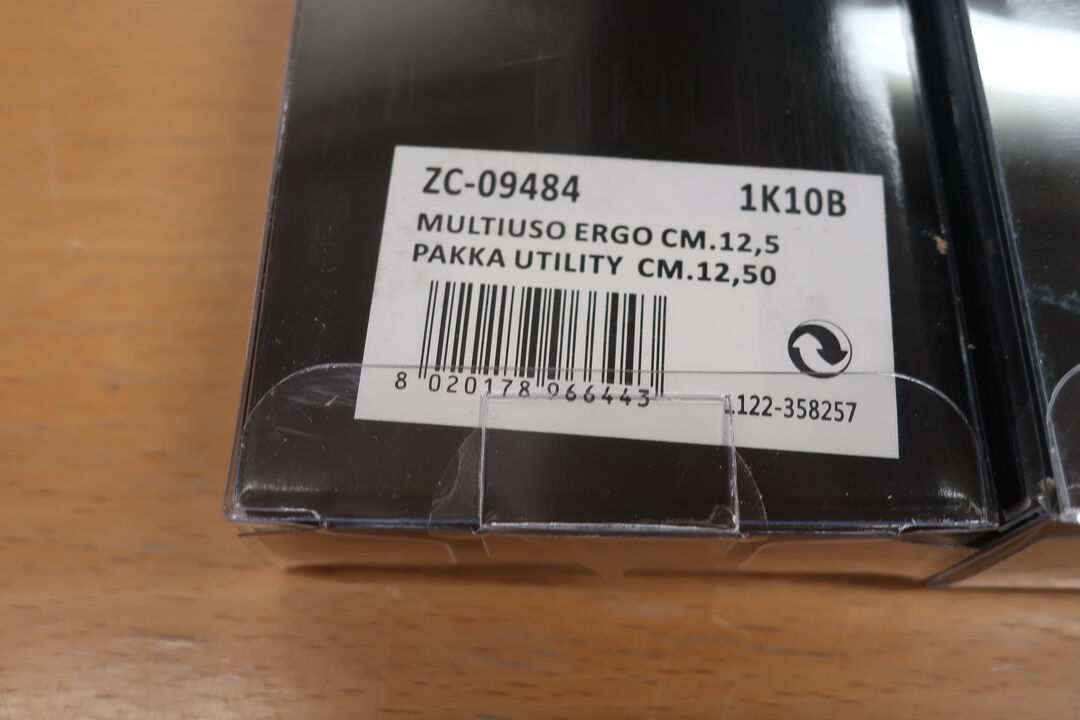 ZC-09484 1K10B
MULTIUSO ERGO CM.12,5
PAKKA UTILITY CM.12,50
8 020178 966443
.122-358257